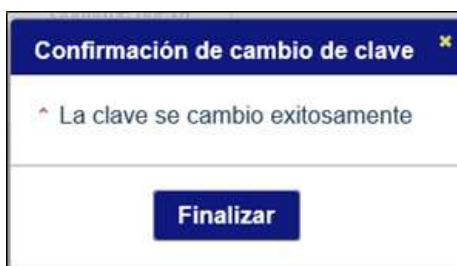 Confirmación de cambio de clave
^ La clave se cambio exitosamente
Finalizar